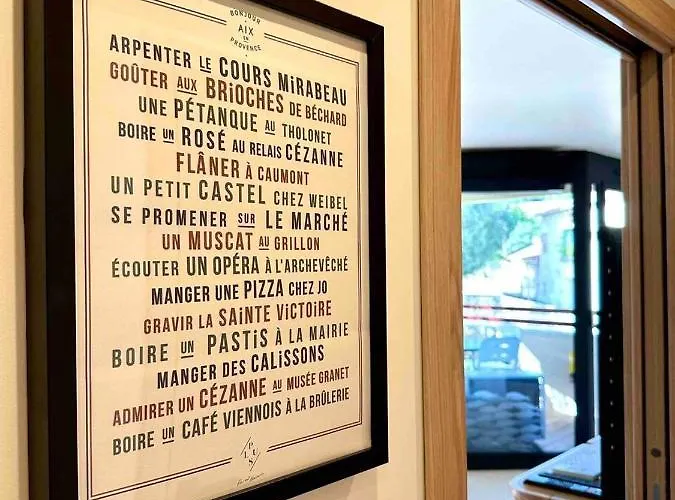 BONJOUR
AIX
EN
PROVENCE
ARPENTER LE COURS MiRABEAU
GOÛTER AUX BRiOCHES DE BÉCHARD
UNE PÉTANQUE AU THOLONET
BOIRE UN ROSÉ AU RELAIS CÉZANNE
FLÂNER À CAUMONT
UN PETIT CASTEL CHEZ WEIBEL
SE PROMENER SUR LE MARCHÉ
UN MUSCAT AU GRILLON
ÉCOUTER UN OPÉRA À L'ARCHEVÊCHÉ
MANGER UNE PIZZA CHEZ JO
GRAVIR LA SAiNTE ViCTOiRE
BOIRE UN PASTiS À LA MAIRIE
MANGER DES CALiSSONS
ADMIRER UN CÉZANNE AU MUSÉE GRANET
BOIRE UN CAFÉ VIENNOIS À LA BRÛLERIE
PLUS